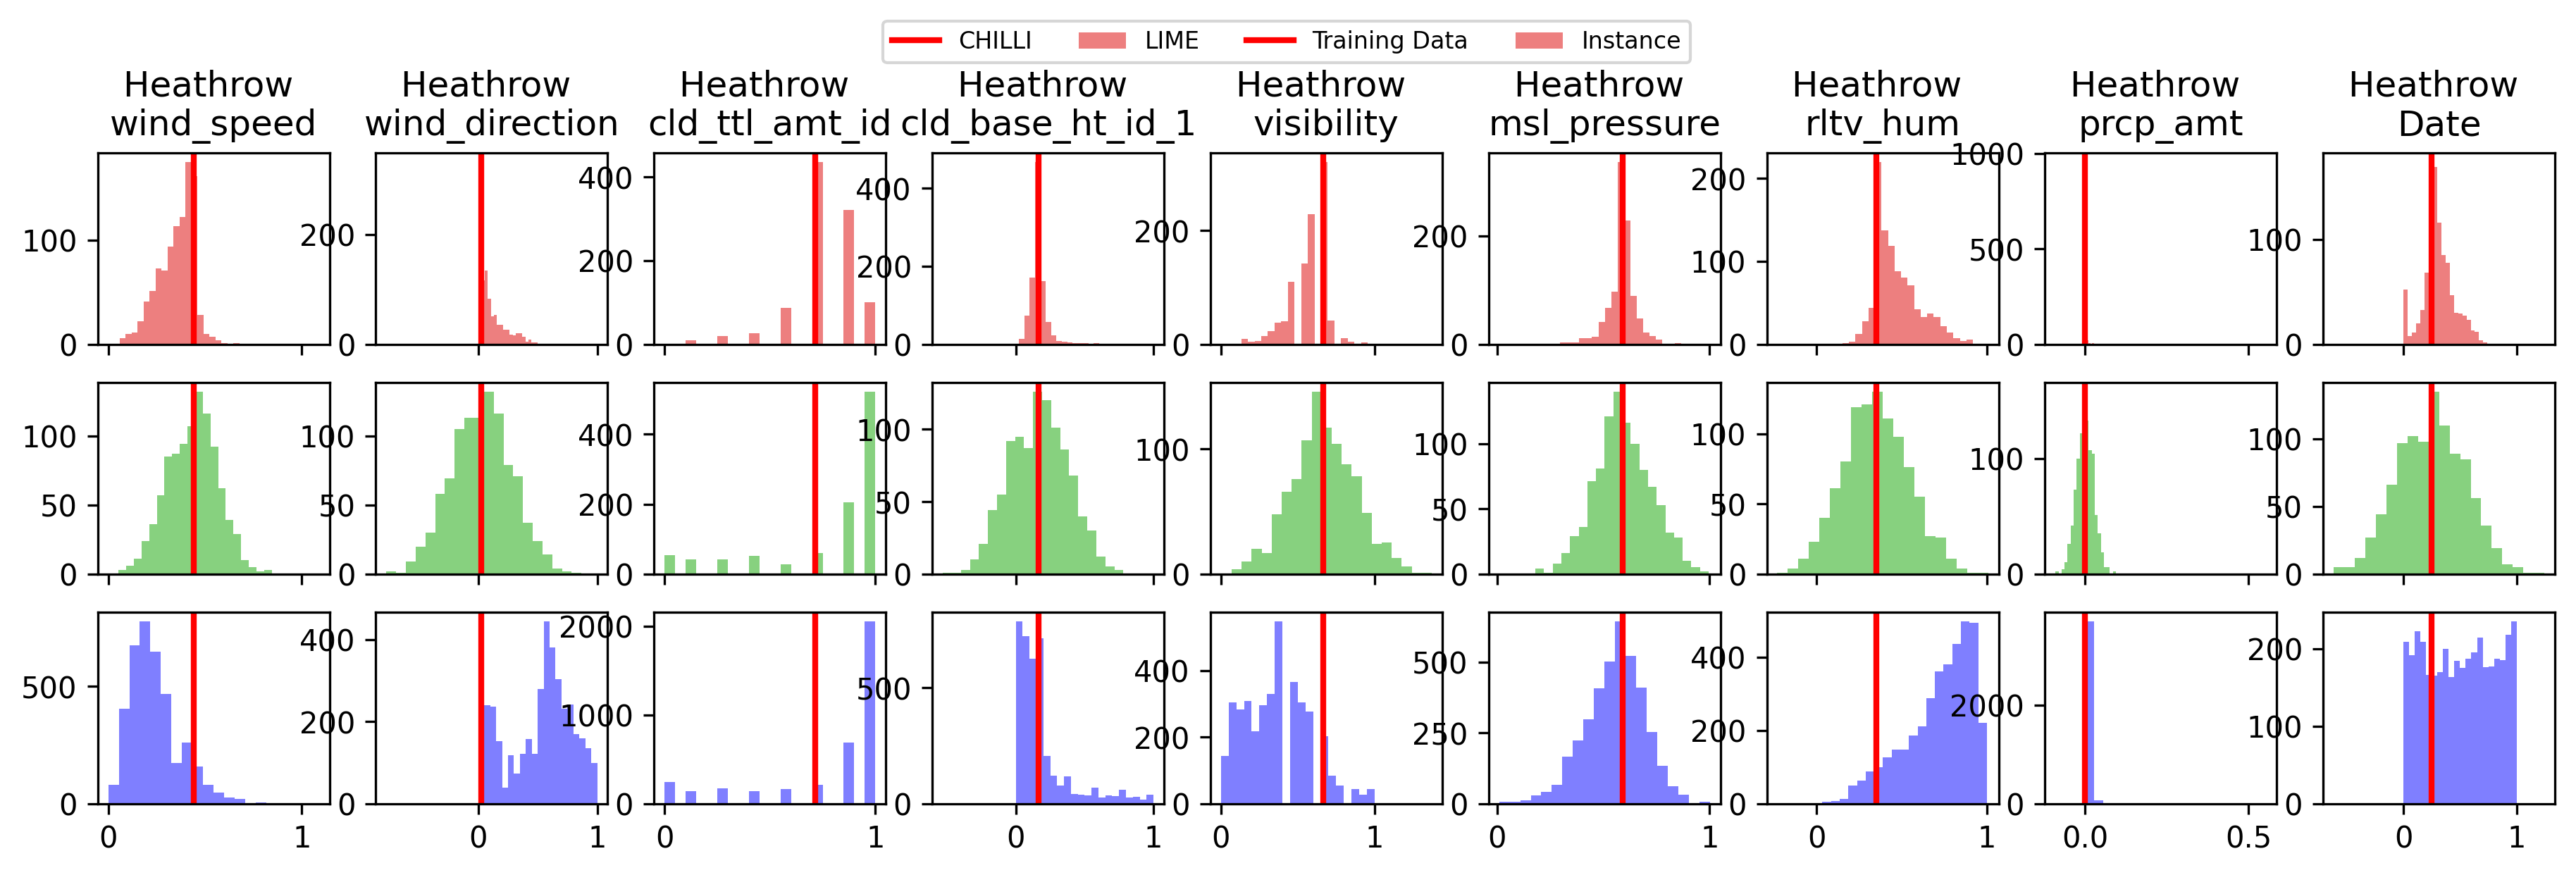 CHILLI LIME Training Data Instance
Heathrow Heathrow Heathrow Heathrow Heathrow Heathrow Heathrow Heathrow Heathrow
wind_speed wind_direction cld_ttl_amt_id cld_base_ht_id_1 visibility msl_pressure rltv_hum prcp_amt Date
100 0
200 0
400 200 0
400 200 0
200 0
200 0
200 100 0
1000 500 0
100 0
100 50 0
100 50 0
400 200 0
100 50 0
100 0
100 50 0
100 50 0
100 0
100 0
500 0
400 200 0
2000 1000 0
500 0
400 200 0
500 250 0
400 200 0
2000 0
200 100 0
0 1 0 1 0 1 0 1 0 1 0 1 0 1 0.0 0.5 0 1